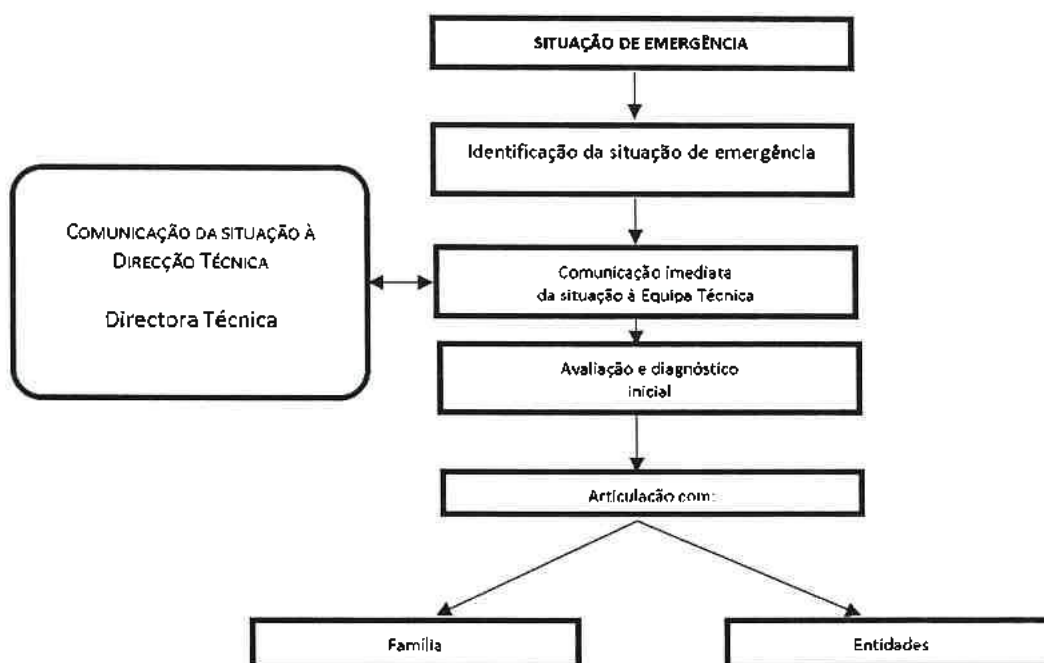 SITUAÇÃO DE EMERGÊNCIA
Identificação da situação de emergência
COMUNICAÇÃO DA SITUAÇÃO À
DIRECÇÃO TÉCNICA
Directora Técnica
Comunicação imediata
da situação à Equipa Técnica
Avaliação e diagnóstico
inicial
Articulação com:
Família
Entidades